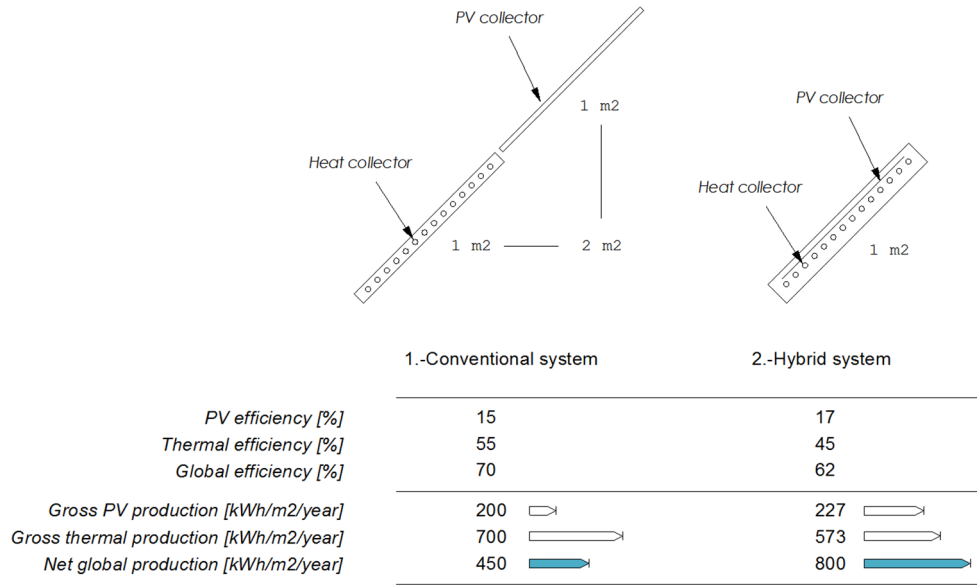 PV collector
1 m2
PV collector
Heat collector
Heat collector
1 m2
2 m2
1 m2
1.-Conventional system 2.-Hybrid system
PV efficiency [%] 15 17
Thermal efficiency [%] 55 45
Global efficiency [%] 70 62
Gross PV production [kWh/m2/year] 200 227
Gross thermal production [kWh/m2/year] 700 573
Net global production [kWh/m2/year] 450 800